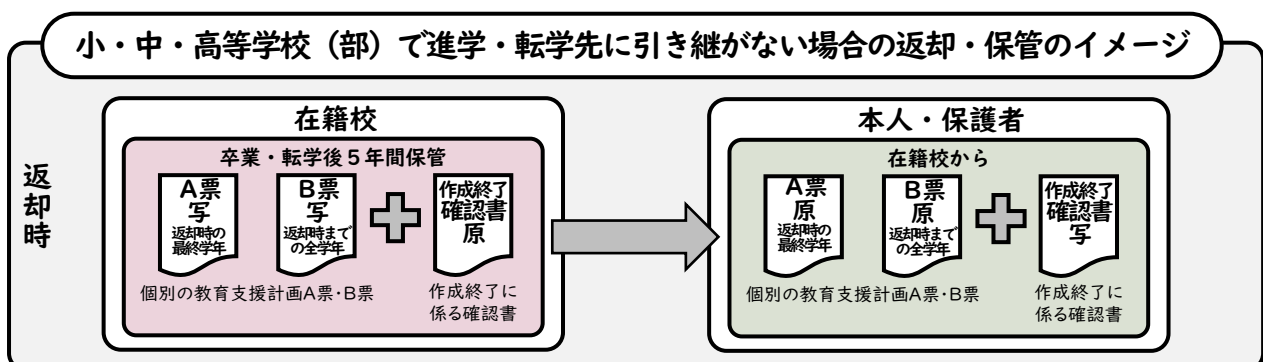 小・中・高等学校（部）で進学・転学先に引き継がない場合の返却・保管のイメージ
返却時
在籍校
卒業・転学後５年間保管
A票
写
返却時の
最終学年
B票
写
返却時まで
の全学年
作成終了
確認書
原
個別の教育支援計画A票・B票
作成終了に
係る確認書
本人・保護者
在籍校から
A票
原
返却時の
最終学年
B票
原
返却時まで
の全学年
作成終了
確認書
写
個別の教育支援計画A票・B票
作成終了に
係る確認書